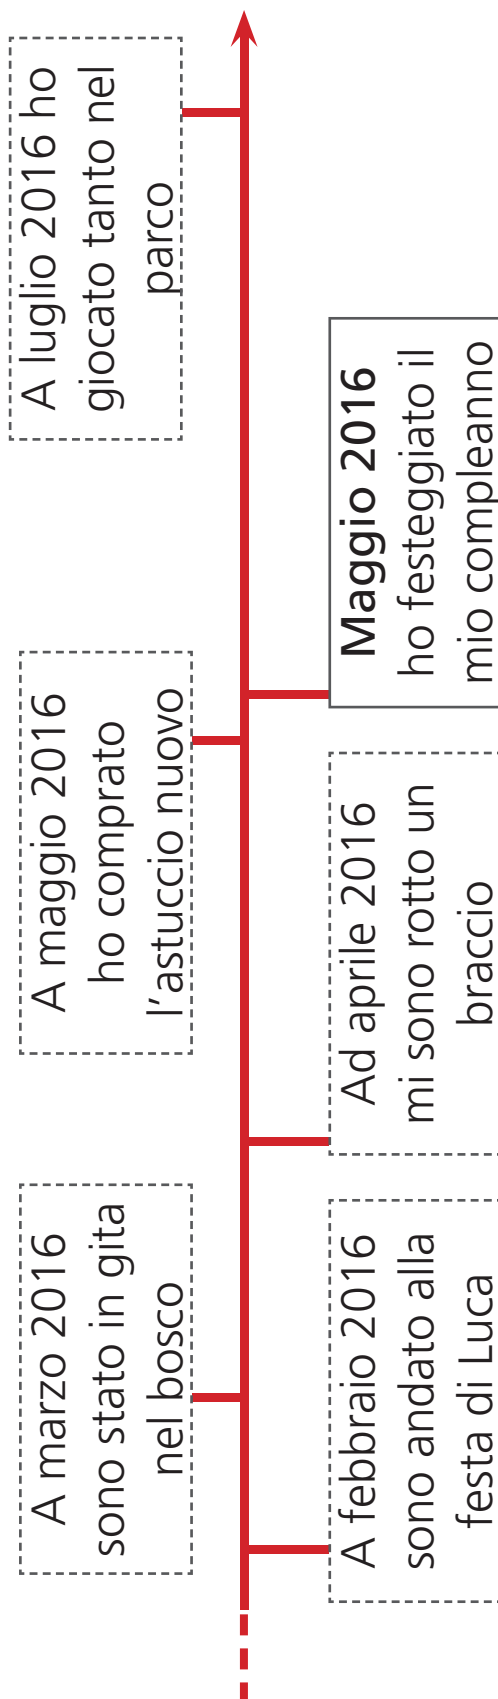 A marzo 2016
sono stato in gita
nel bosco
A maggio 2016
ho comprato
l'astuccio nuovo
A luglio 2016 ho
giocato tanto nel
parco
A febbraio 2016
sono andato alla
festa di Luca
Ad aprile 2016
mi sono rotto un
braccio
Maggio 2016
ho festeggiato il
mio compleanno